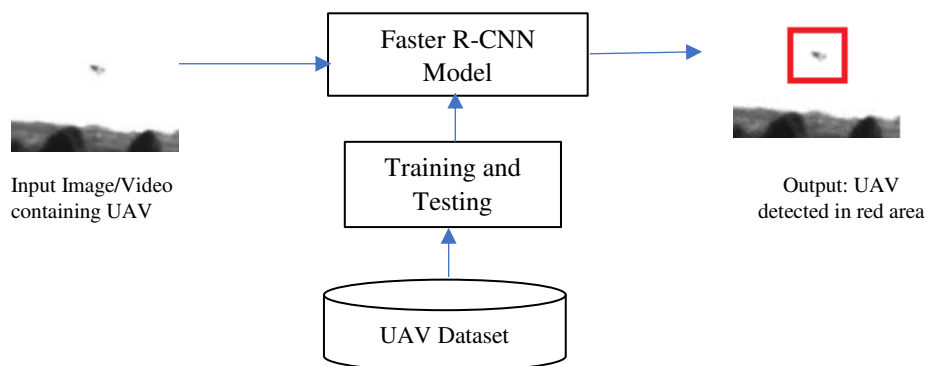 Faster R-CNN
Model
Input Image/Video
containing UAV
Training and
Testing
Output: UAV
detected in red area
UAV Dataset